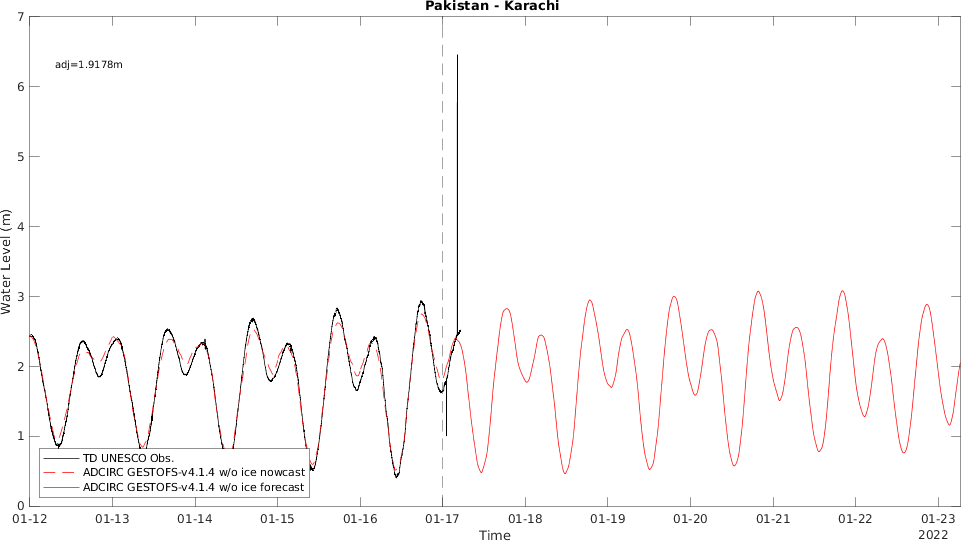 Pakistan - Karachi
7
adj=1.9178m
6
5
4
Water Level (m)
3
2
1
TD UNESCO Obs.
ADCIRC GESTOFS-v4.1.4 w/o ice nowcast
ADCIRC GESTOFS-v4.1.4 w/o ice forecast
0
01-12 01-13 01-14 01-15 01-16 01-17 01-18 01-19 01-20 01-21 01-22 01-23
Time
2022